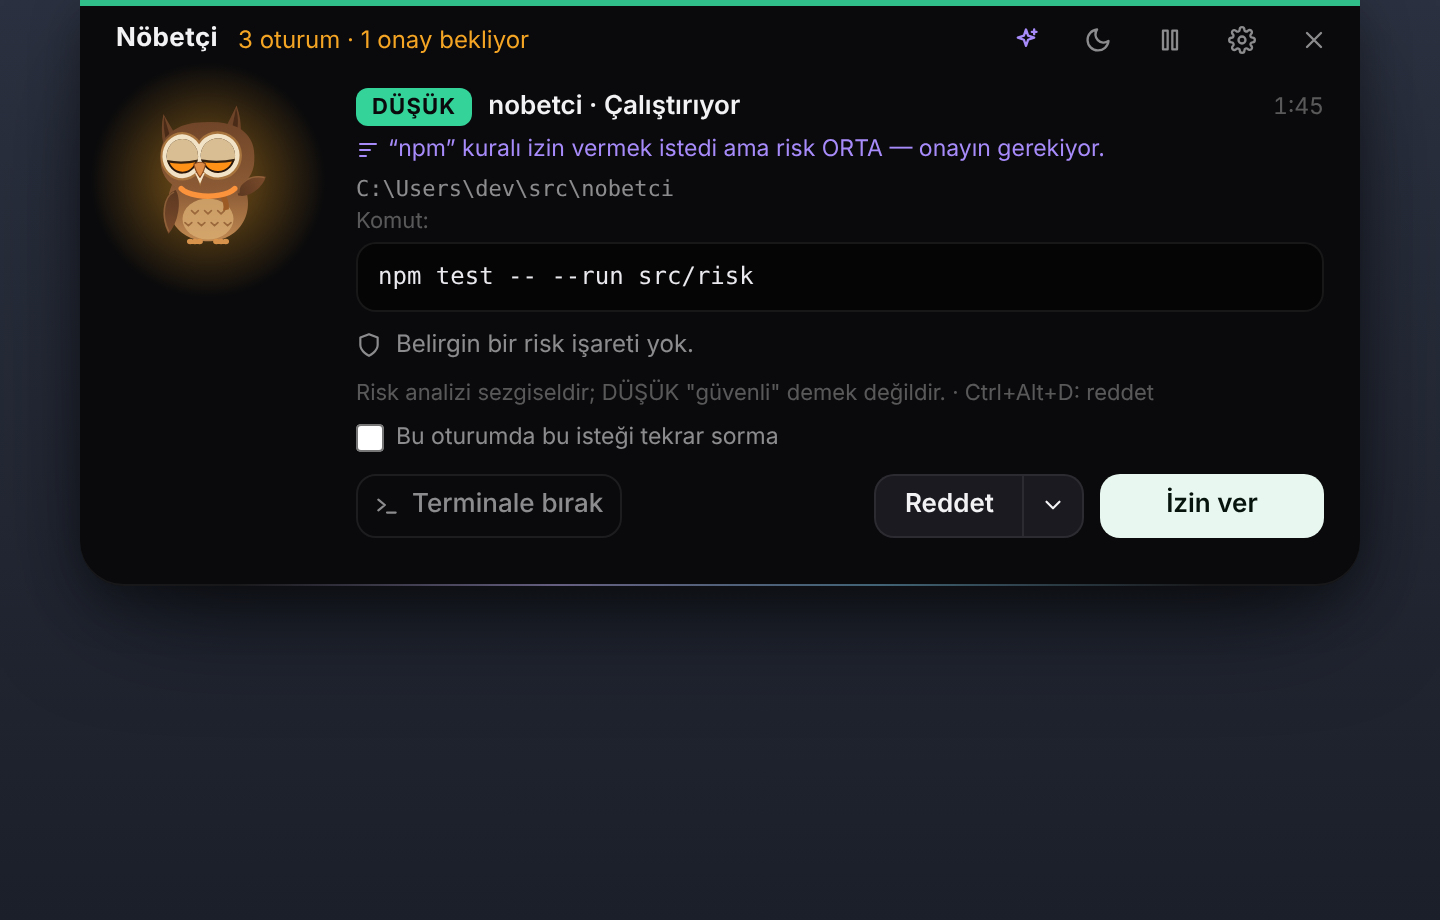 Nöbetçi 3 oturum · 1 onay bekliyor
DÜŞÜK nobetci · Çalıştırıyor 1:45
“npm” kuralı izin vermek istedi ama risk ORTA — onayın gerekiyor.
C:\Users\dev\src\nobetci
Komut:
npm test -- --run src/risk
Belirgin bir risk işareti yok.
Risk analizi sezgiseldir; DÜŞÜK "güvenli" demek değildir. · Ctrl+Alt+D: reddet
Bu oturumda bu isteği tekrar sorma
Terminale bırak Reddet İzin ver